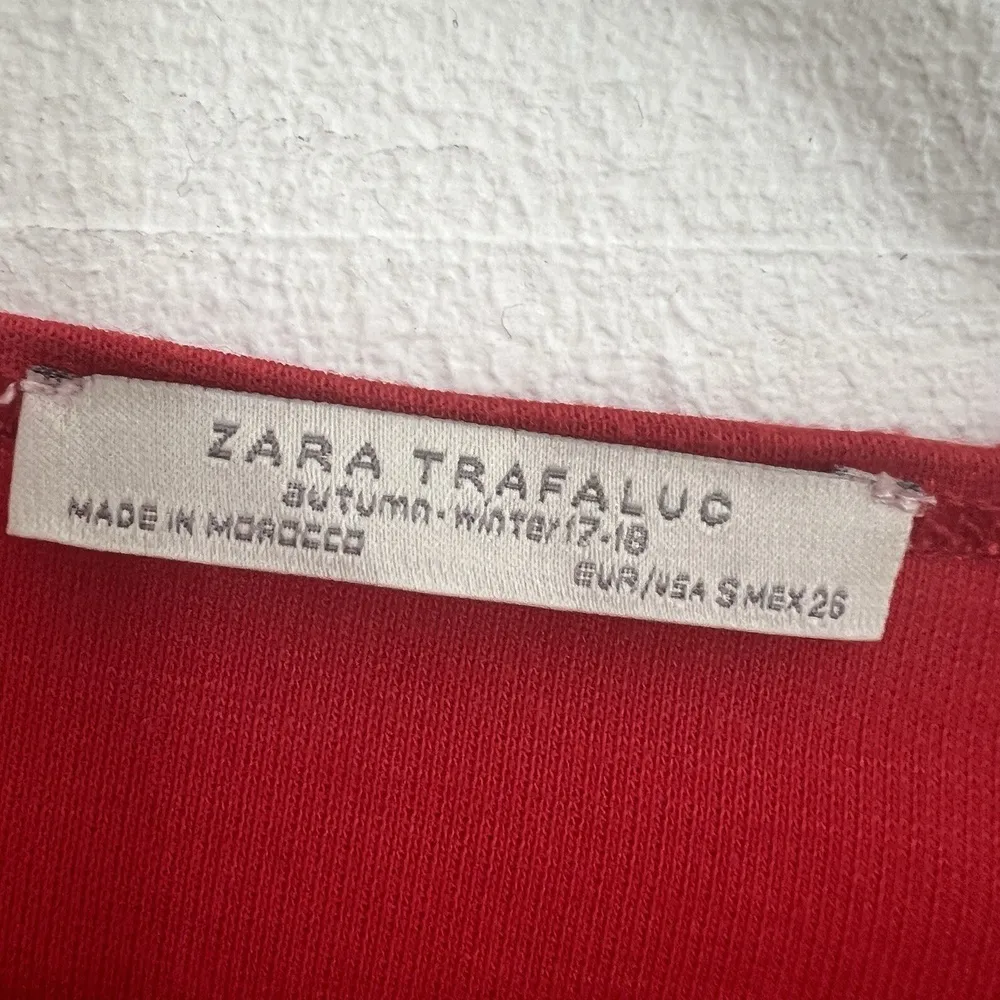 ZARA TRAFALUC
autumn-winter/17-18
MADE IN MOROCCO
EUR/USA S MEX 26